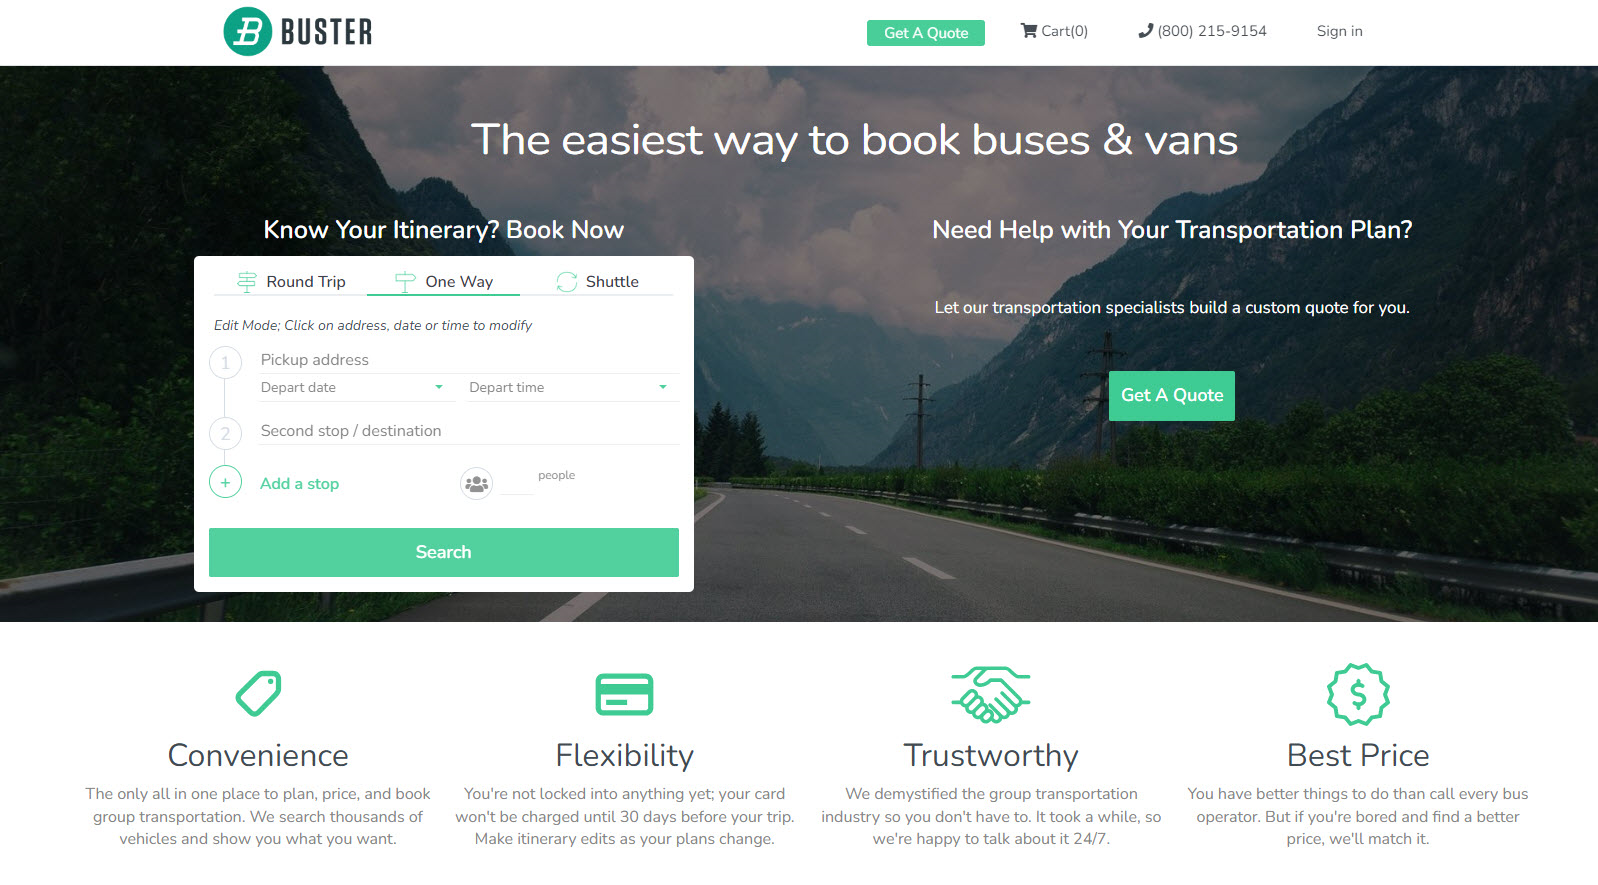 B BUSTER
Get A Quote
Cart(0)
(800) 215-9154
Sign in
The easiest way to book buses & vans
Know Your Itinerary? Book Now
Round Trip
One Way
Shuttle
Edit Mode; Click on address, date or time to modify
1
Pickup address
Depart date
Depart time
2
Second stop / destination
+
Add a stop
people
Search
Need Help with Your Transportation Plan?
Let our transportation specialists build a custom quote for you.
Get A Quote
Convenience
The only all in one place to plan, price, and book
group transportation. We search thousands of
vehicles and show you what you want.
Flexibility
You're not locked into anything yet; your card
won't be charged until 30 days before your trip.
Make itinerary edits as your plans change.
Trustworthy
We demystified the group transportation
industry so you don't have to. It took a while, so
we're happy to talk about it 24/7.
$
Best Price
You have better things to do than call every bus
operator. But if you're bored and find a better
price, we'll match it.